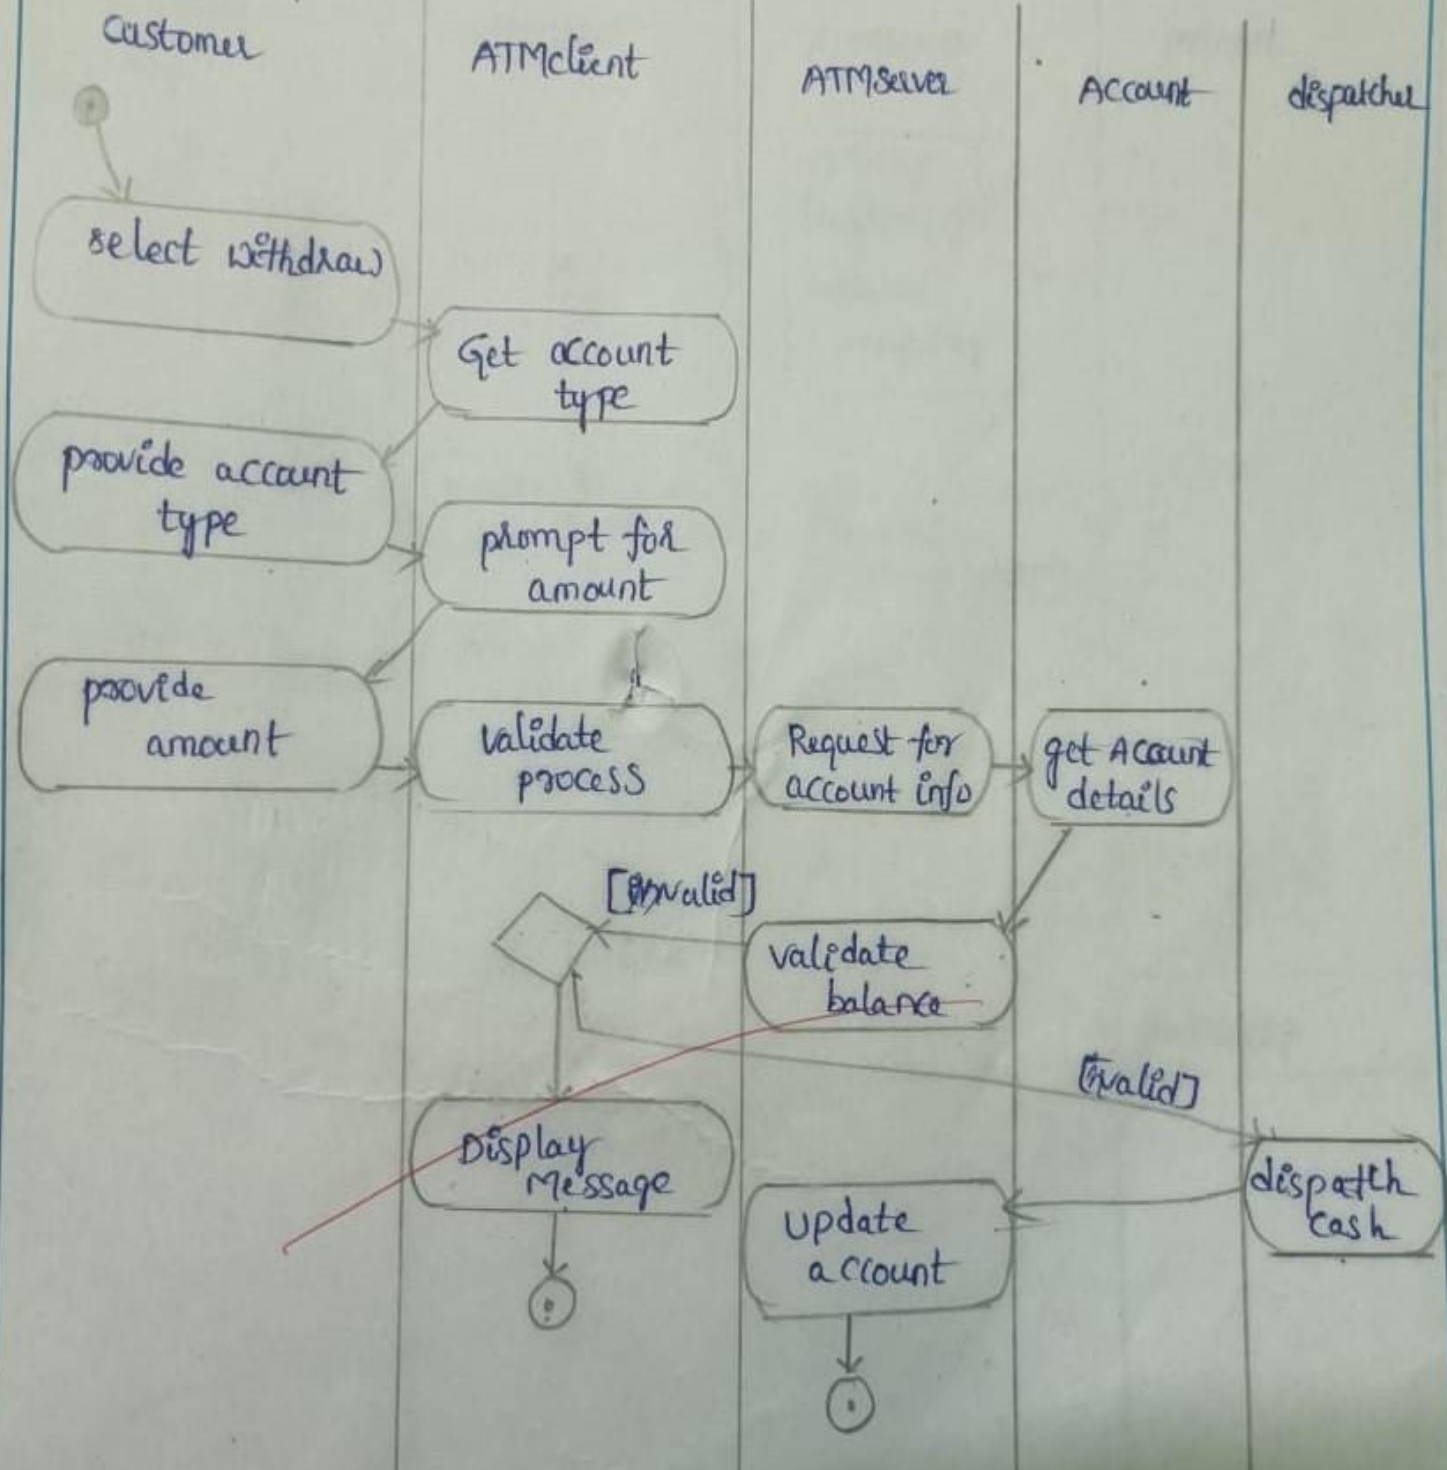 Customer
ATMclient
ATMServer
Account
dispatcher
select withdraw
Get account
type
provide account
type
prompt for
amount
provide
amount
validate
process
Request for
account info
get Account
details
[invalid]
validate
balance
[valid]
Display
Message
dispatch
cash
update
account